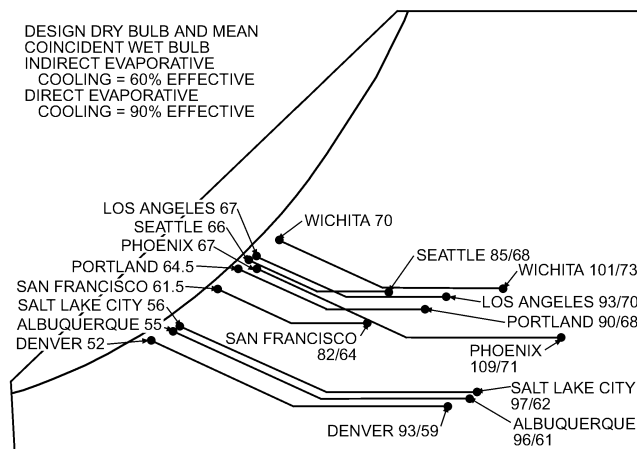 DESIGN DRY BULB AND MEAN
COINCIDENT WET BULB
INDIRECT EVAPORATIVE
COOLING = 60% EFFECTIVE
DIRECT EVAPORATIVE
COOLING = 90% EFFECTIVE
LOS ANGELES 67
SEATTLE 66
PHOENIX 67
PORTLAND 64.5
SAN FRANCISCO 61.5
SALT LAKE CITY 56
ALBUQUERQUE 55
DENVER 52
WICHITA 70
SEATTLE 85/68
WICHITA 101/73
LOS ANGELES 93/70
PORTLAND 90/68
SAN FRANCISCO
82/64
PHOENIX
109/71
SALT LAKE CITY
97/62
ALBUQUERQUE
96/61
DENVER 93/59